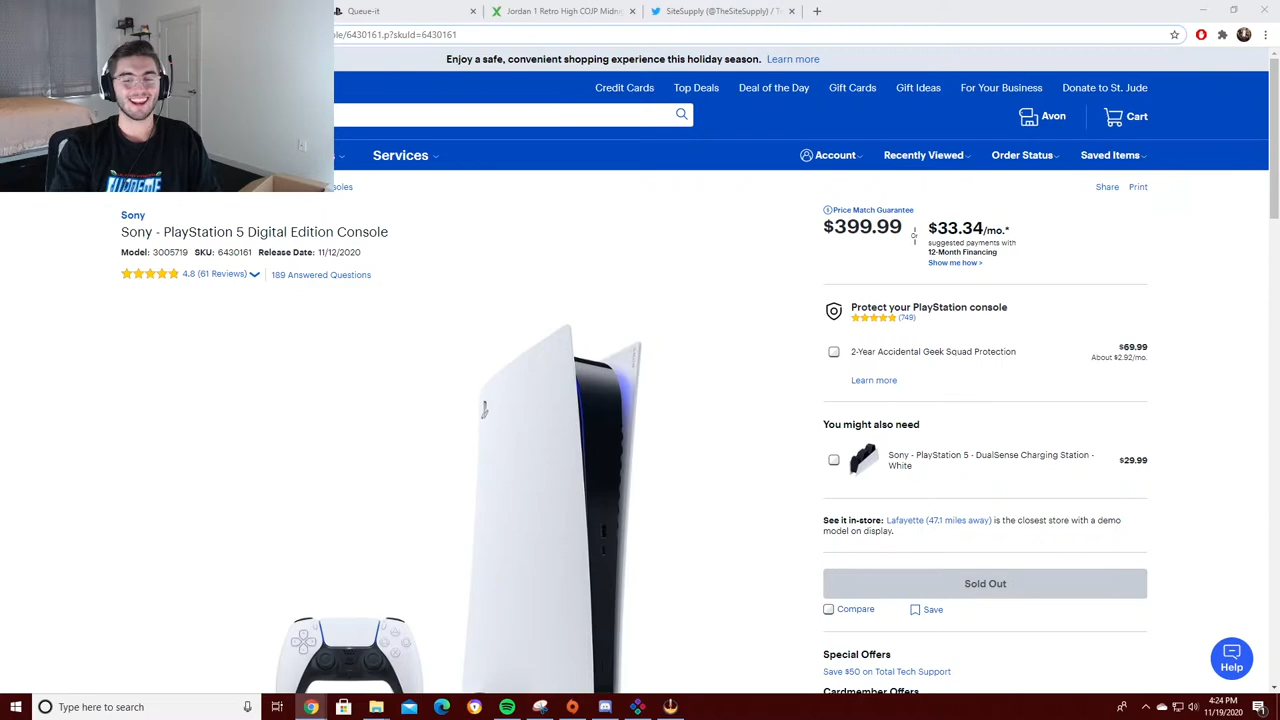 Queue-it
Jordan 1 Retro High COJP Midnig
SiteSupply (@TheSiteSupply) / Tw
le/6430161.p?skuId=6430161
Enjoy a safe, convenient shopping experience this holiday season. Learn more
Credit Cards Top Deals Deal of the Day Gift Cards Gift Ideas For Your Business Donate to St. Jude
Avon
Cart
Services
Account Recently Viewed Order Status Saved Items
SUPREME
soles
Share Print
Sony
Sony - PlayStation 5 Digital Edition Console
Model: 3005719 SKU: 6430161 Release Date: 11/12/2020
4.8 (61 Reviews) 189 Answered Questions
Price Match Guarantee
$399.99
Or
$33.34/mo.*
suggested payments with
12-Month Financing
Show me how >
Protect your PlayStation console
(749)
2-Year Accidental Geek Squad Protection
$69.99
About $2.92/mo.
Learn more
You might also need
Sony - PlayStation 5 - DualSense Charging Station -
White
$29.99
See it in-store: Lafayette (47.1 miles away) is the closest store with a demo
model on display.
Sold Out
Compare Save
Special Offers
Save $50 on Total Tech Support
Cardmember Offers
Help
Type here to search
4:24 PM
11/19/2020